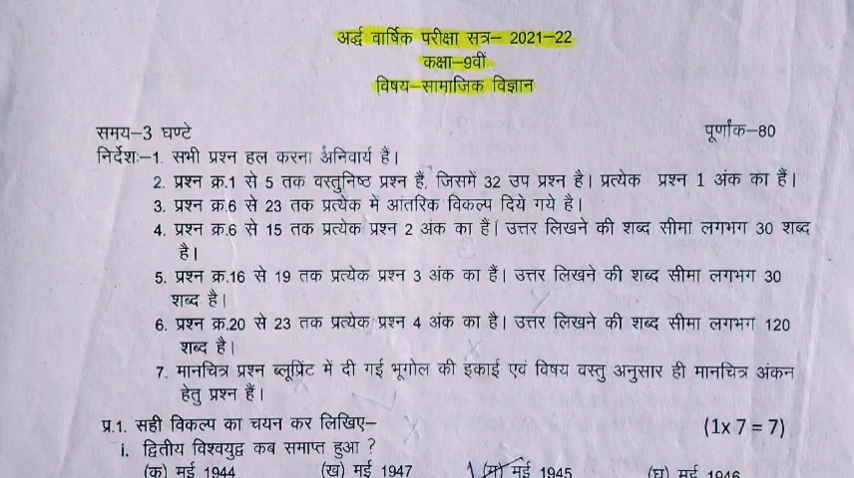 अर्द्ध वार्षिक परीक्षा सत्र– 2021–22
कक्षा–9वीं
विषय–सामाजिक विज्ञान
समय–3 घण्टे पूर्णांक–80
निर्देशः–1. सभी प्रश्न हल करना अनिवार्य हैं।
2. प्रश्न क्र.1 से 5 तक वस्तुनिष्ठ प्रश्न हैं, जिसमें 32 उप प्रश्न है। प्रत्येक प्रश्न 1 अंक का हैं।
3. प्रश्न क्र.6 से 23 तक प्रत्येक में आंतरिक विकल्प दिये गये है।
4. प्रश्न क्र.6 से 15 तक प्रत्येक प्रश्न 2 अंक का हैं। उत्तर लिखने की शब्द सीमा लगभग 30 शब्द
है।
5. प्रश्न क्र.16 से 19 तक प्रत्येक प्रश्न 3 अंक का हैं। उत्तर लिखने की शब्द सीमा लगभग 30
शब्द है।
6. प्रश्न क्र.20 से 23 तक प्रत्येक प्रश्न 4 अंक का है। उत्तर लिखने की शब्द सीमा लगभग 120
शब्द है।
7. मानचित्र प्रश्न ब्लूप्रिंट में दी गई भूगोल की इकाई एवं विषय वस्तु अनुसार ही मानचित्र अंकन
हेतु प्रश्न हैं।
प्र.1. सही विकल्प का चयन कर लिखिए– (1x 7 = 7)
i. द्वितीय विश्वयुद्ध कब समाप्त हुआ ?
(क) मई 1944 (ख) मई 1947 (ग) मई 1945 (घ) मई 1946